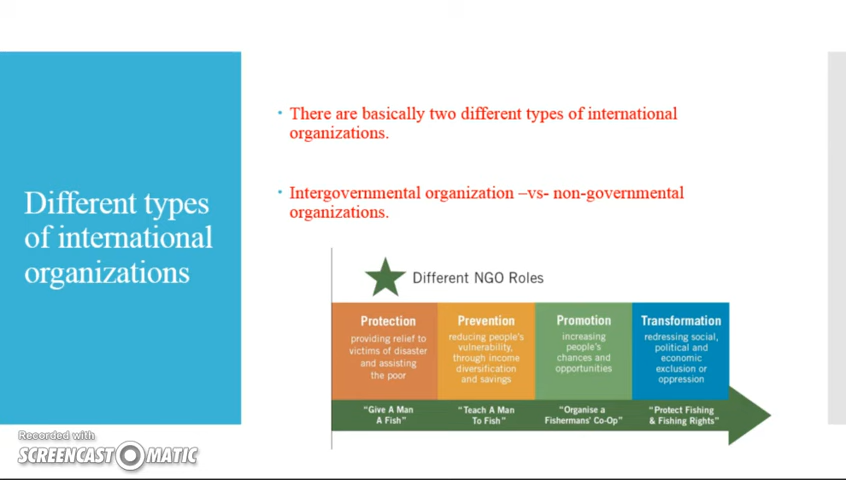 Different types
of international
organizations
• There are basically two different types of international
organizations.
• Intergovernmental organization –vs- non-governmental
organizations.
Different NGO Roles
Protection
providing relief to
victims of disaster
and assisting
the poor
Prevention
reducing people's
vulnerability,
through income
diversification
and savings
Promotion
increasing
people's
chances and
opportunities
Transformation
redressing social,
political and
economic
exclusion or
oppression
“Give A Man
A Fish”
“Teach A Man
To Fish”
“Organise a
Fishermans' Co-Op”
“Protect Fishing
& Fishing Rights”
Recorded with
SCREENCAST-O-MATIC